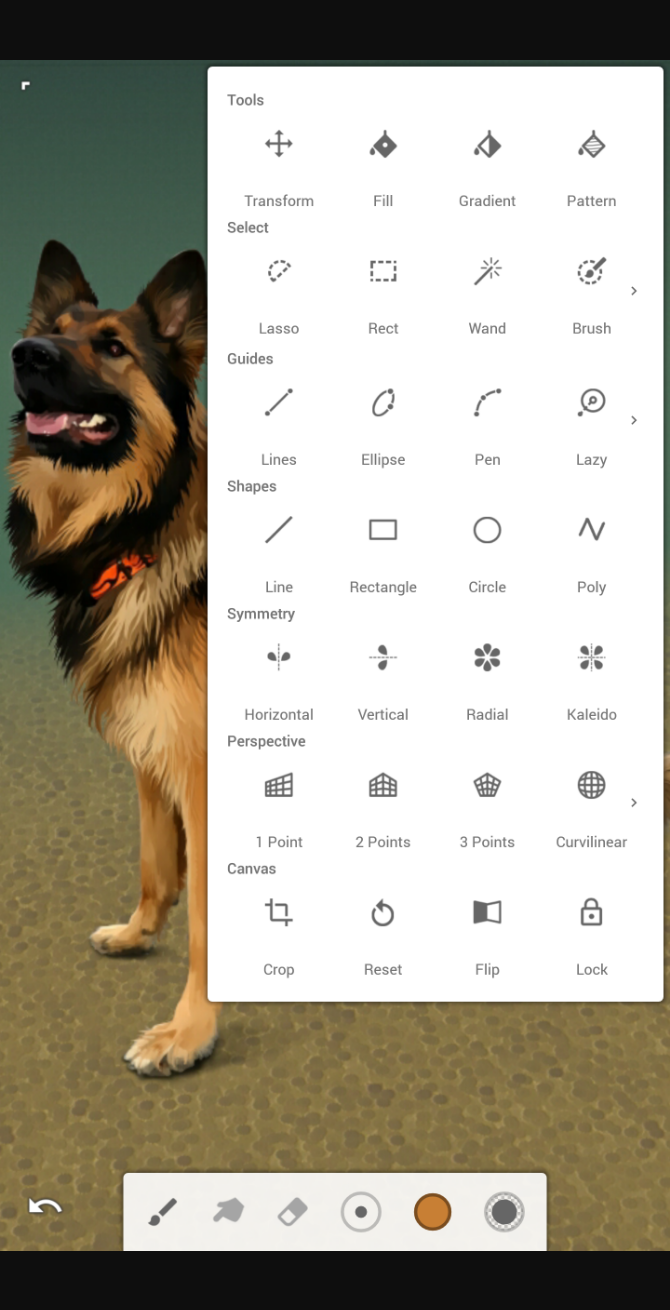 Tools
Transform Fill Gradient Pattern
Select
Lasso Rect Wand Brush
Guides
Lines Ellipse Pen Lazy
Shapes
Line Rectangle Circle Poly
Symmetry
Horizontal Vertical Radial Kaleido
Perspective
1 Point 2 Points 3 Points Curvilinear
Canvas
Crop Reset Flip Lock